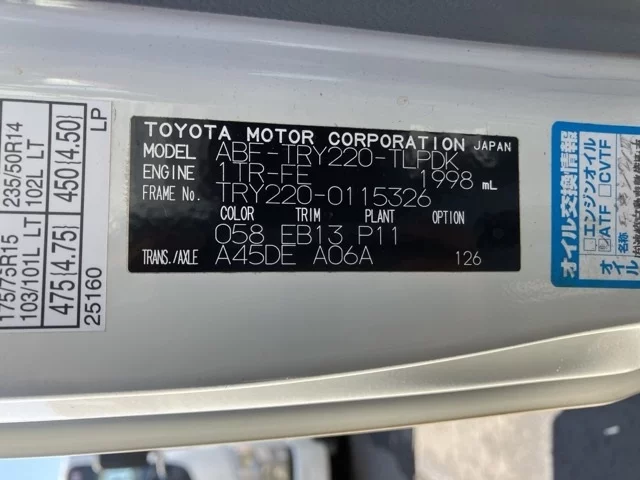 TOYOTA MOTOR CORPORATION JAPAN
MODEL ABF-TRY220-TLPDK
ENGINE 1TR-FE 1998 mL
FRAME NO. TRY220-0115326
COLOR TRIM PLANT OPTION
058 EB13 P11
TRANS./AXLE A45DE A06A 126
175/75R15 235/50R14
103/101L LT 102L LT
475(4.75) 450(4.50)
25160 LP
オイル交換情報
エンジンオイル
ATF CVTF
オイル